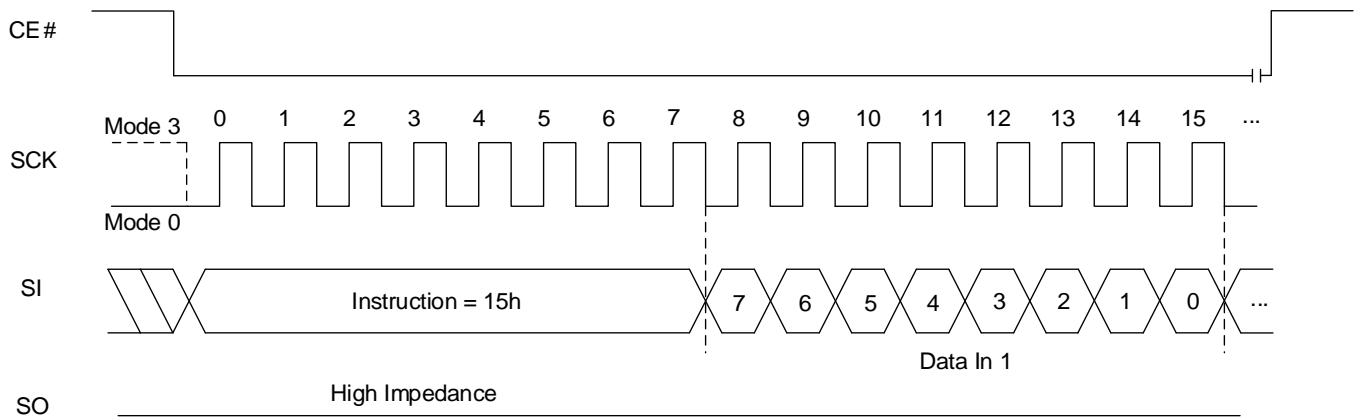 CE#
Mode 3 0 1 2 3 4 5 6 7 8 9 10 11 12 13 14 15 ...
SCK
Mode 0
SI Instruction = 15h 7 6 5 4 3 2 1 0 ...
Data In 1
High Impedance
SO